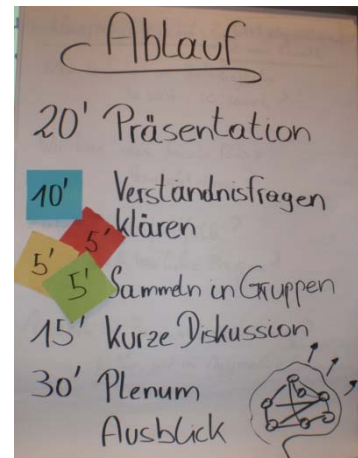 Ablauf
20' Präsentation
10' Verständnisfragen
5' klären
5'
5' Sammeln in Gruppen
15' kurze Diskussion
30' Plenum
Ausblick